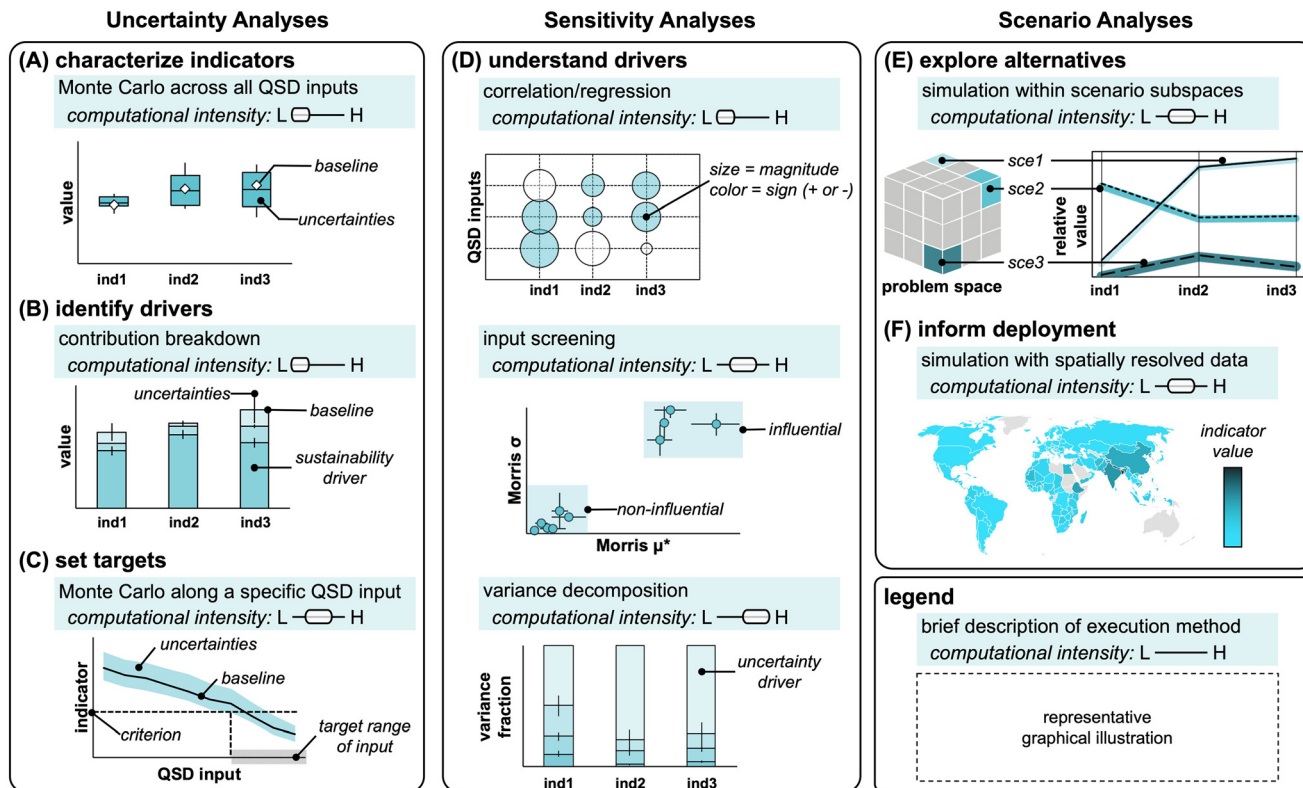 Uncertainty Analyses
(A) characterize indicators
Monte Carlo across all QSD inputs
computational intensity: L H
value
baseline
uncertainties
ind1 ind2 ind3
(B) identify drivers
contribution breakdown
computational intensity: L H
value
uncertainties
baseline
sustainability
driver
ind1 ind2 ind3
(C) set targets
Monte Carlo along a specific QSD input
computational intensity: L H
indicator
uncertainties
baseline
criterion
target range
of input
QSD input
Sensitivity Analyses
(D) understand drivers
correlation/regression
computational intensity: L H
QSD inputs
size = magnitude
color = sign (+ or -)
ind1 ind2 ind3
input screening
computational intensity: L H
Morris σ
influential
non-influential
Morris μ*
variance decomposition
computational intensity: L H
variance
fraction
uncertainty
driver
ind1 ind2 ind3
Scenario Analyses
(E) explore alternatives
simulation within scenario subspaces
computational intensity: L H
sce1
sce2
sce3
problem space
relative
value
ind1 ind2 ind3
(F) inform deployment
simulation with spatially resolved data
computational intensity: L H
indicator
value
legend
brief description of execution method
computational intensity: L H
representative
graphical illustration